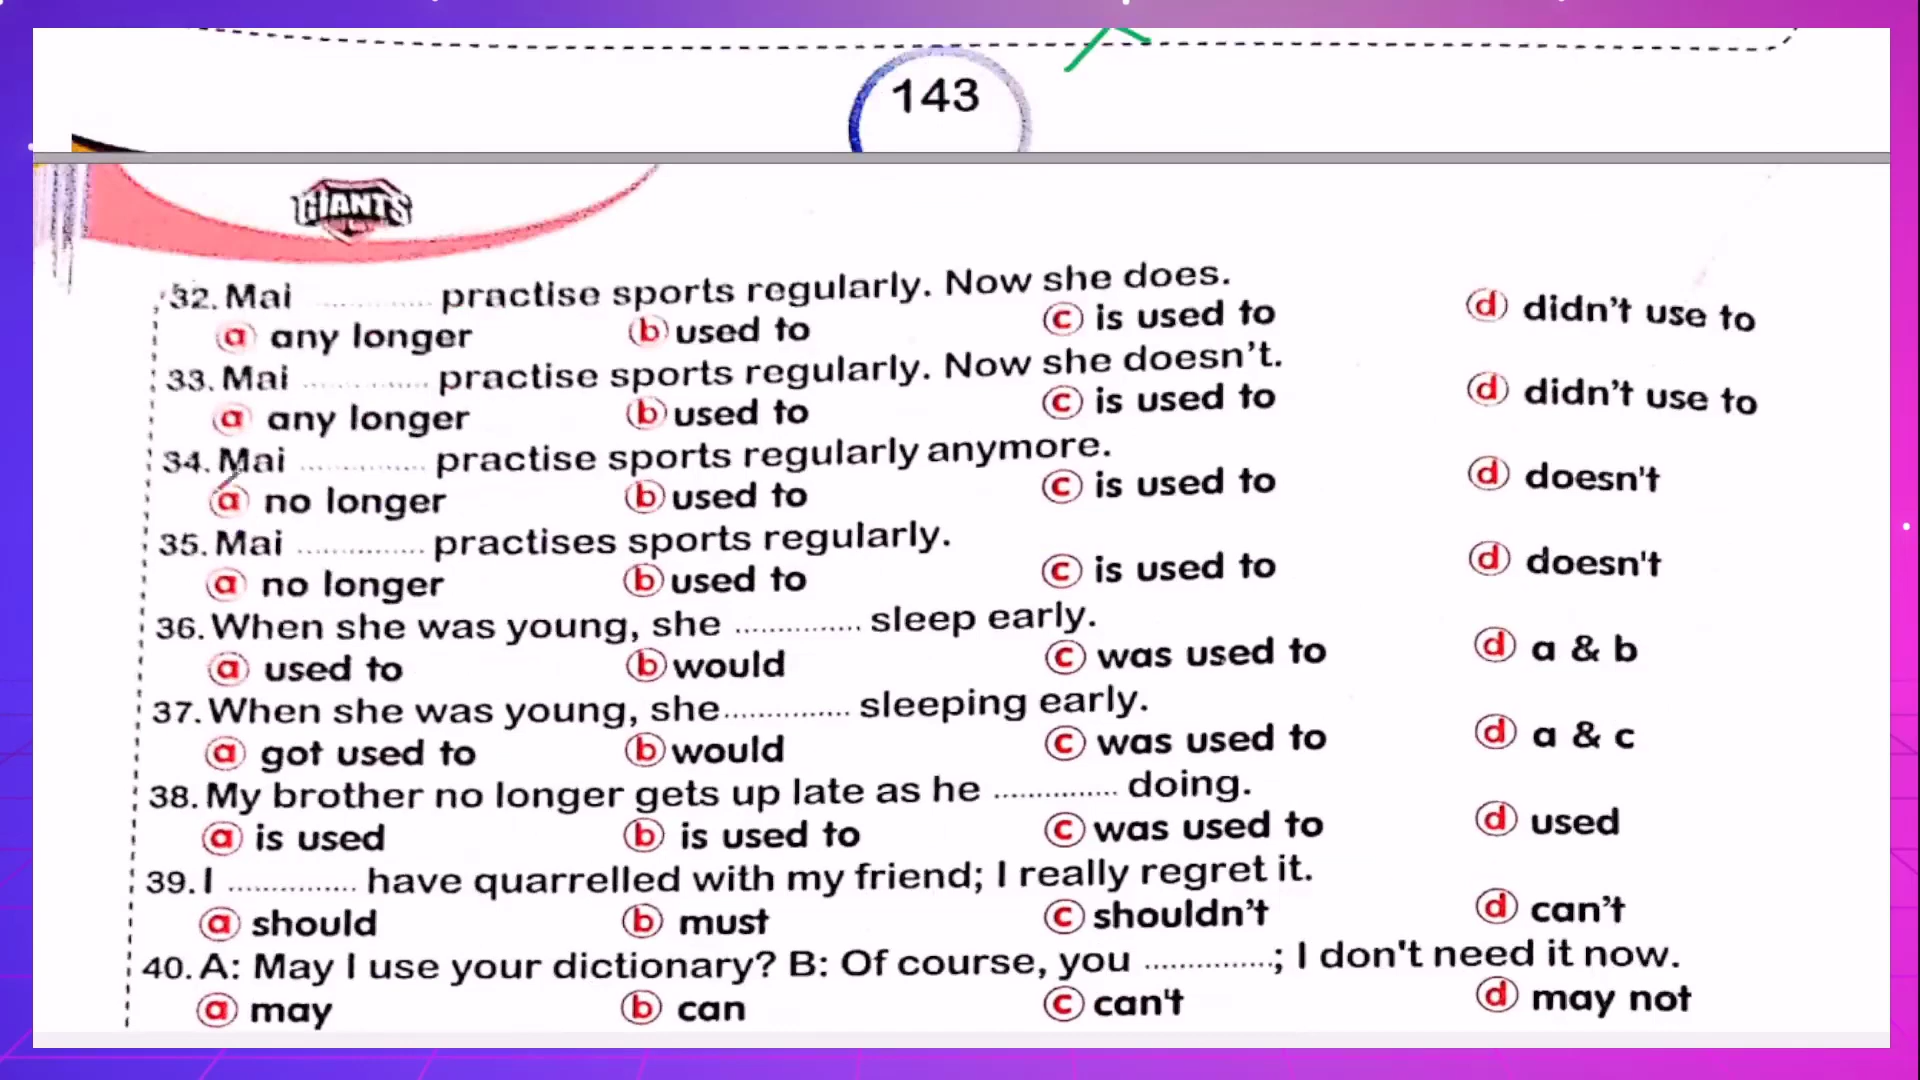 143
GIANTS
32. Mai ............ practise sports regularly. Now she does.
a any longer b used to c is used to d didn't use to
33. Mai ............ practise sports regularly. Now she doesn't.
a any longer b used to c is used to d didn't use to
34. Mai ............ practise sports regularly anymore.
a no longer b used to c is used to d doesn't
35. Mai ............ practises sports regularly.
a no longer b used to c is used to d doesn't
36. When she was young, she ............ sleep early.
a used to b would c was used to d a & b
37. When she was young, she ............ sleeping early.
a got used to b would c was used to d a & c
38. My brother no longer gets up late as he ............ doing.
a is used b is used to c was used to d used
39. I ............ have quarrelled with my friend; I really regret it.
a should b must c shouldn't d can't
40. A: May I use your dictionary? B: Of course, you ............; I don't need it now.
a may b can c can't d may not